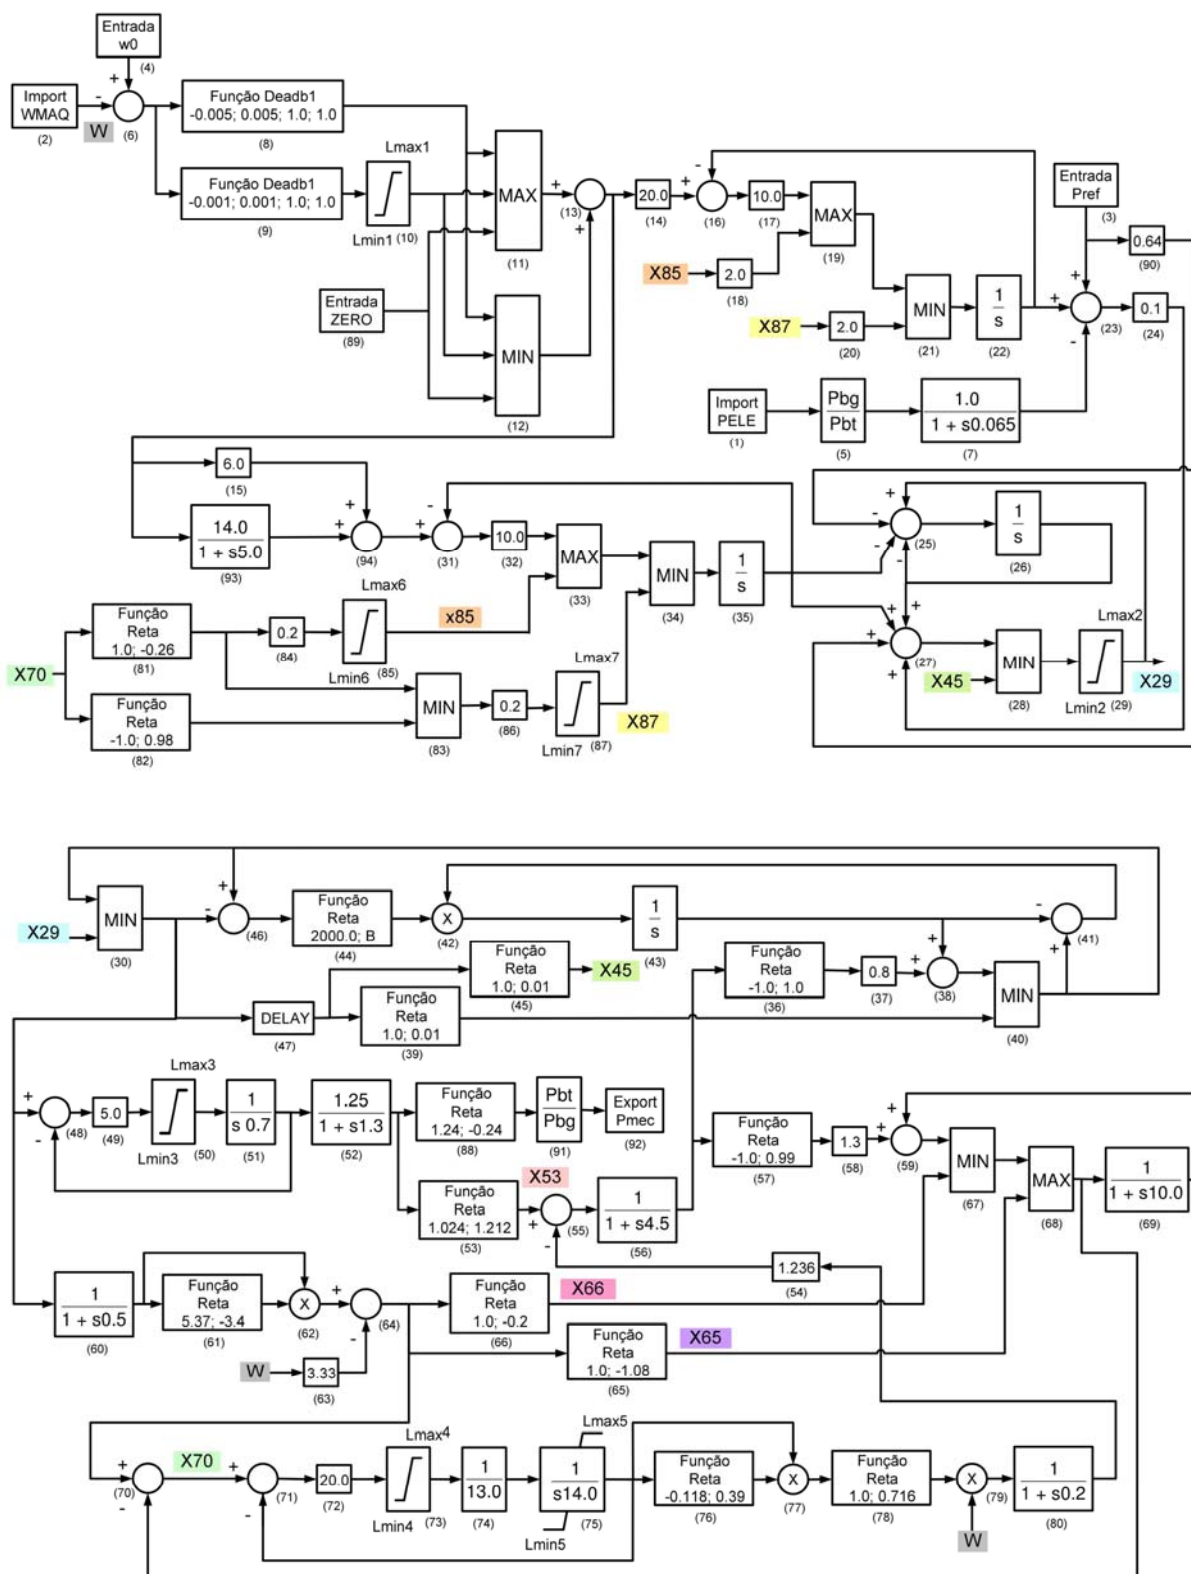 Entrada
w0
+
(4)
Import
WMAQ
(2)
-
W
(6)
Função Deadb1
-0.005; 0.005; 1.0; 1.0
(8)
Função Deadb1
-0.001; 0.001; 1.0; 1.0
(9)
Lmax1
Lmin1
(10)
MAX
(11)
Entrada
ZERO
(89)
MIN
(12)
+
(13)
+
20.0
(14)
+
-
(16)
10.0
(17)
MAX
(19)
X85
2.0
(18)
X87
2.0
(20)
MIN
(21)
1
s
(22)
Entrada
Pref
(3)
0.64
(90)
+
+
-
(23)
0.1
(24)
Import
PELE
(1)
Pbg
Pbt
(5)
1.0
1 + s0.065
(7)
6.0
(15)
14.0
1 + s5.0
(93)
+
+
(94)
-
+
(31)
10.0
(32)
MAX
(33)
MIN
(34)
1
s
(35)
+
-
-
-
(25)
1
s
(26)
+
+
+
+
(27)
X45
MIN
(28)
Lmax2
Lmin2
(29)
X29
X70
Função
Reta
1.0; -0.26
(81)
0.2
(84)
Lmax6
Lmin6
(85)
x85
Função
Reta
-1.0; 0.98
(82)
MIN
(83)
0.2
(86)
Lmax7
Lmin7
(87)
X87
X29
MIN
(30)
+
-
(46)
Função
Reta
2000.0; B
(44)
X
(42)
1
s
(43)
-
+
(41)
Função
Reta
1.0; 0.01
(45)
X45
Função
Reta
-1.0; 1.0
(36)
0.8
(37)
+
+
(38)
MIN
(40)
DELAY
(47)
Função
Reta
1.0; 0.01
(39)
+
-
(48)
5.0
(49)
Lmax3
Lmin3
(50)
1
s 0.7
(51)
1.25
1 + s1.3
(52)
Função
Reta
1.24; -0.24
(88)
Pbt
Pbg
(91)
Export
Pmec
(92)
Função
Reta
-1.0; 0.99
(57)
1.3
(58)
+
+
(59)
MIN
(67)
MAX
(68)
1
1 + s10.0
(69)
X53
Função
Reta
1.024; 1.212
(53)
+
-
(55)
1
1 + s4.5
(56)
1.236
(54)
1
1 + s0.5
(60)
Função
Reta
5.37; -3.4
(61)
X
(62)
+
-
(64)
W
3.33
(63)
Função
Reta
1.0; -0.2
(66)
X66
Função
Reta
1.0; -1.08
(65)
X65
+
-
(70)
X70
+
-
(71)
20.0
(72)
Lmax4
Lmin4
(73)
1
13.0
(74)
Lmax5
1
s14.0
Lmin5
(75)
Função
Reta
-0.118; 0.39
(76)
X
(77)
Função
Reta
1.0; 0.716
(78)
X
(79)
W
1
1 + s0.2
(80)